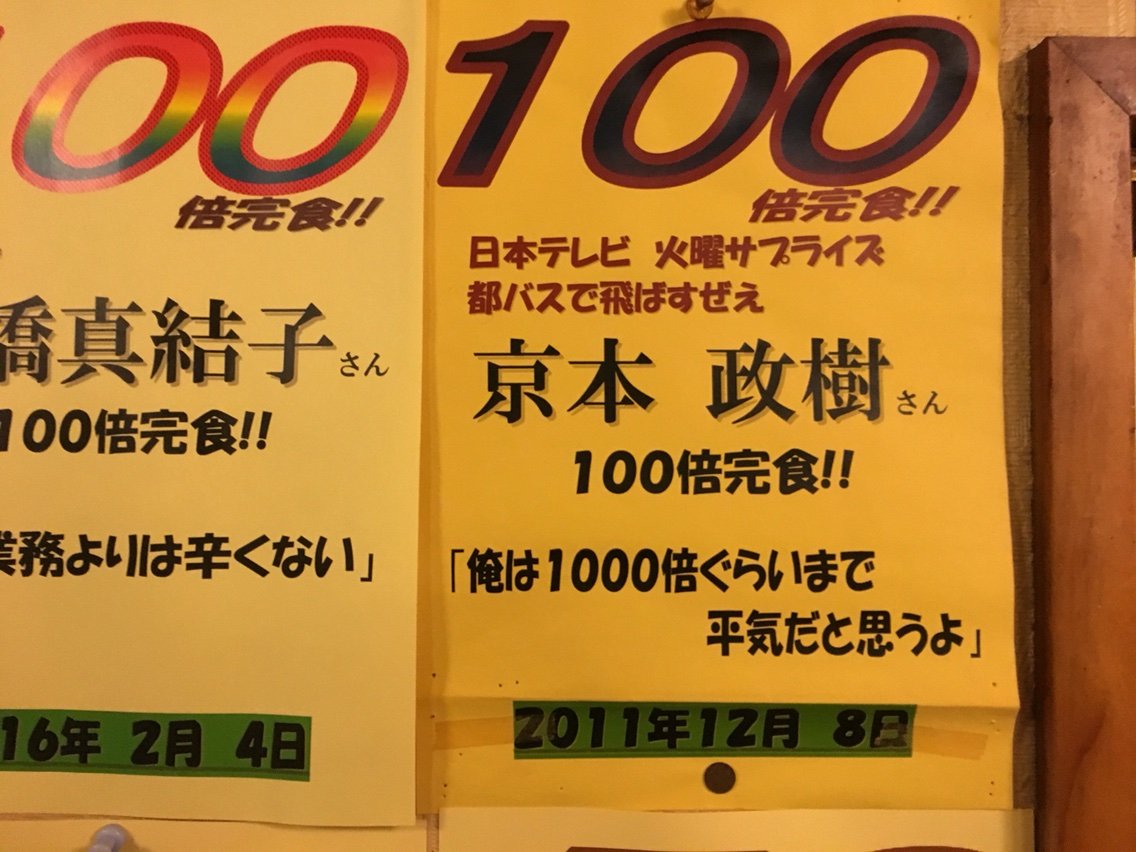 100
倍完食!!
橋真結子さん
100倍完食!!
業務よりは辛くない」
16年 2月 4日
100
倍完食!!
日本テレビ 火曜サプライズ
都バスで飛ばすぜえ
京本 政樹さん
100倍完食!!
「俺は1000倍ぐらいまで
平気だと思うよ」
2011年12月 8日